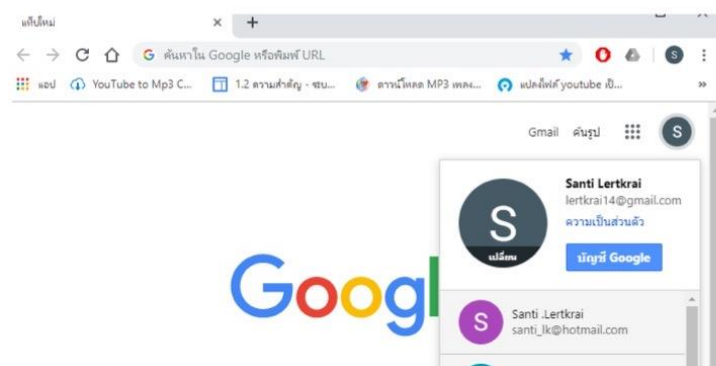 แท็บใหม่
ค้นหาใน Google หรือพิมพ์ URL
S
แอป YouTube to Mp3 C... 1.2 ความสำคัญ - ชบ... ดาวน์โหลด MP3 เพลง... แปลงไฟล์ youtube เป็...
Gmail ค้นรูป S
Santi Lertkrai
lertkrai14@gmail.com
ความเป็นส่วนตัว
S
เปลี่ยน
บัญชี Google
Googl
S
Santi .Lertkrai
santi_lk@hotmail.com